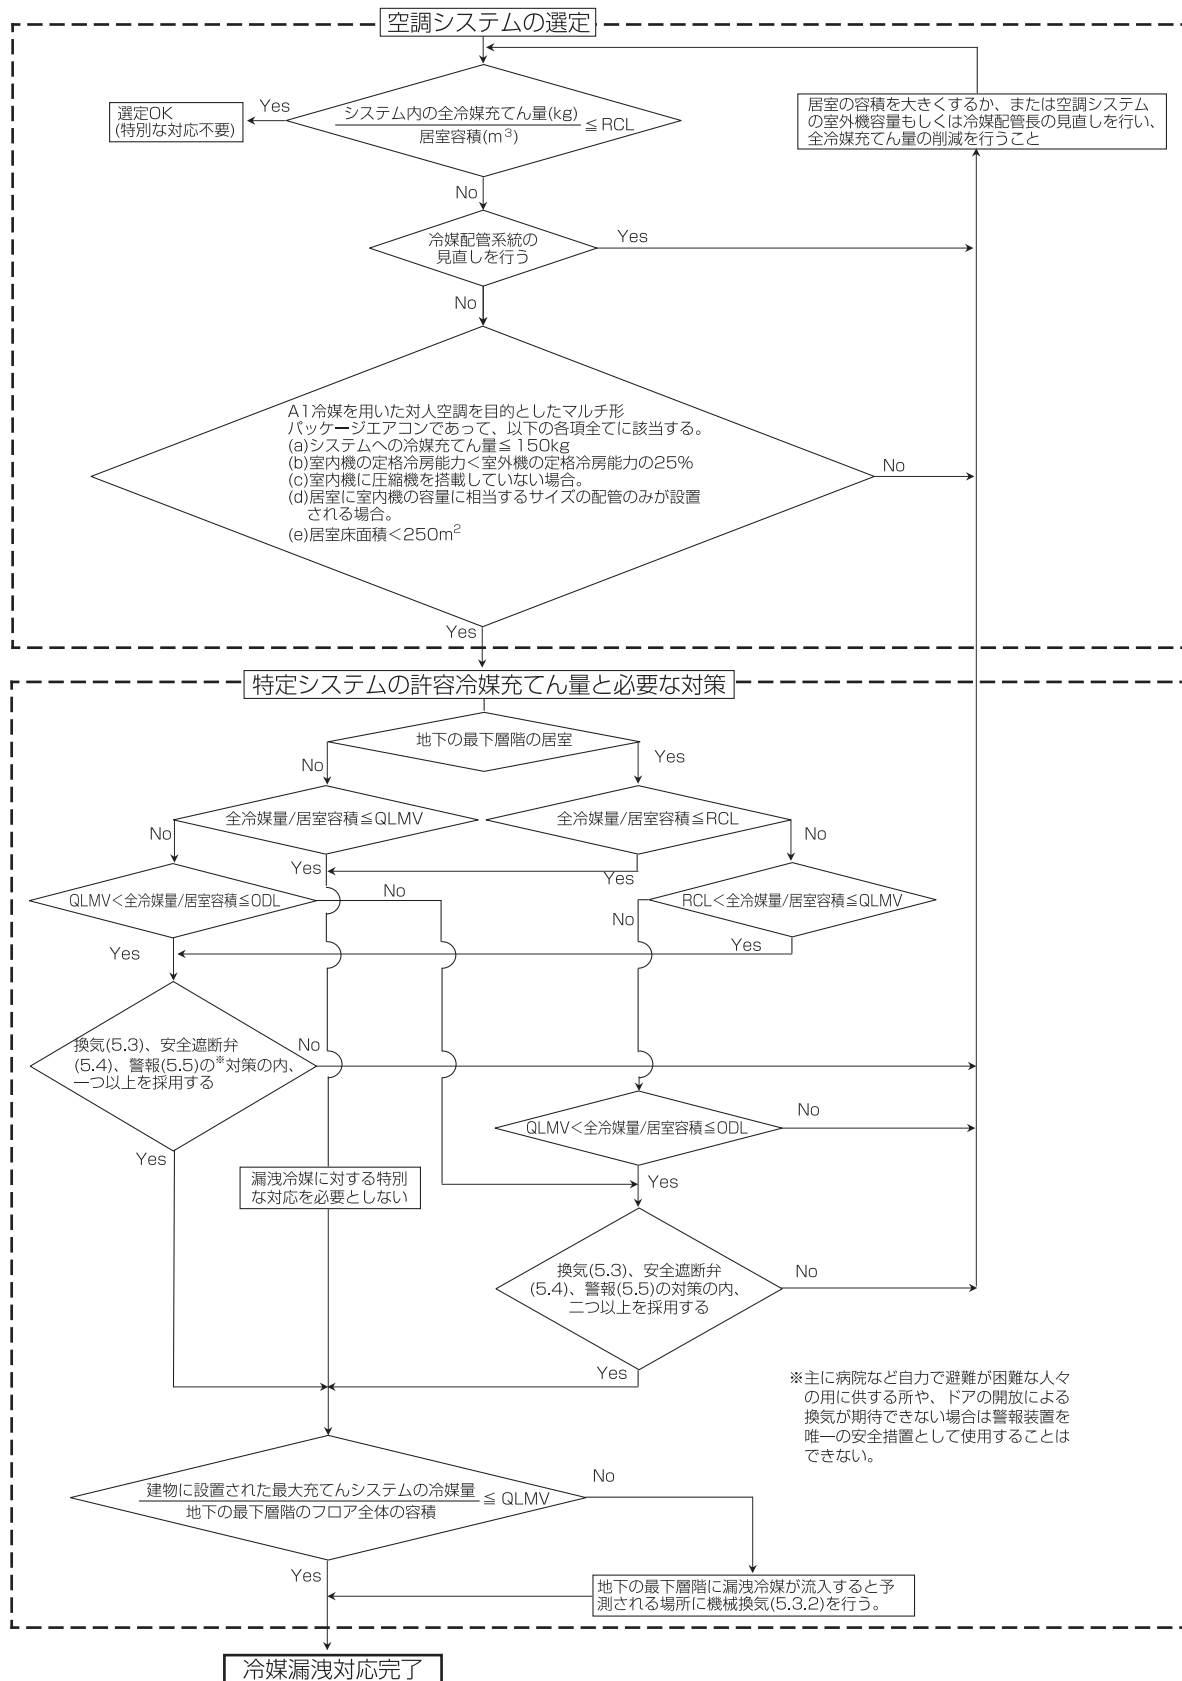 空調システムの選定
選定OK
(特別な対応不要)
Yes
システム内の全冷媒充てん量(kg)
居室容積(m³)
≦ RCL
居室の容積を大きくするか、または空調システム
の室外機容量もしくは冷媒配管長の見直しを行い、
全冷媒充てん量の削減を行うこと
No
冷媒配管系統の
見直しを行う
Yes
No
A1冷媒を用いた対人空調を目的としたマルチ形
パッケージエアコンであって、以下の各項全てに該当する。
(a)システムへの冷媒充てん量≦150kg
(b)室内機の定格冷房能力<室外機の定格冷房能力の25%
(c)室内機に圧縮機を搭載していない場合。
(d)居室に室内機の容量に相当するサイズの配管のみが設置
される場合。
(e)居室床面積<250m²
No
Yes
特定システムの許容冷媒充てん量と必要な対策
地下の最下層階の居室
No
Yes
全冷媒量/居室容積≦QLMV
全冷媒量/居室容積≦RCL
No
Yes
Yes
No
QLMV<全冷媒量/居室容積≦ODL
No
RCL<全冷媒量/居室容積≦QLMV
No
Yes
Yes
換気(5.3)、安全遮断弁
(5.4)、警報(5.5)の※対策の内、
一つ以上を採用する
No
QLMV<全冷媒量/居室容積≦ODL
No
Yes
漏洩冷媒に対する特別
な対応を必要としない
Yes
換気(5.3)、安全遮断弁
(5.4)、警報(5.5)の対策の内、
二つ以上を採用する
No
Yes
※主に病院など自力で避難が困難な人々
の用に供する所や、ドアの開放による
換気が期待できない場合は警報装置を
唯一の安全措置として使用することは
できない。
建物に設置された最大充てんシステムの冷媒量
地下の最下層階のフロア全体の容積
≦ QLMV
No
Yes
地下の最下層階に漏洩冷媒が流入すると予
測される場所に機械換気(5.3.2)を行う。
冷媒漏洩対応完了